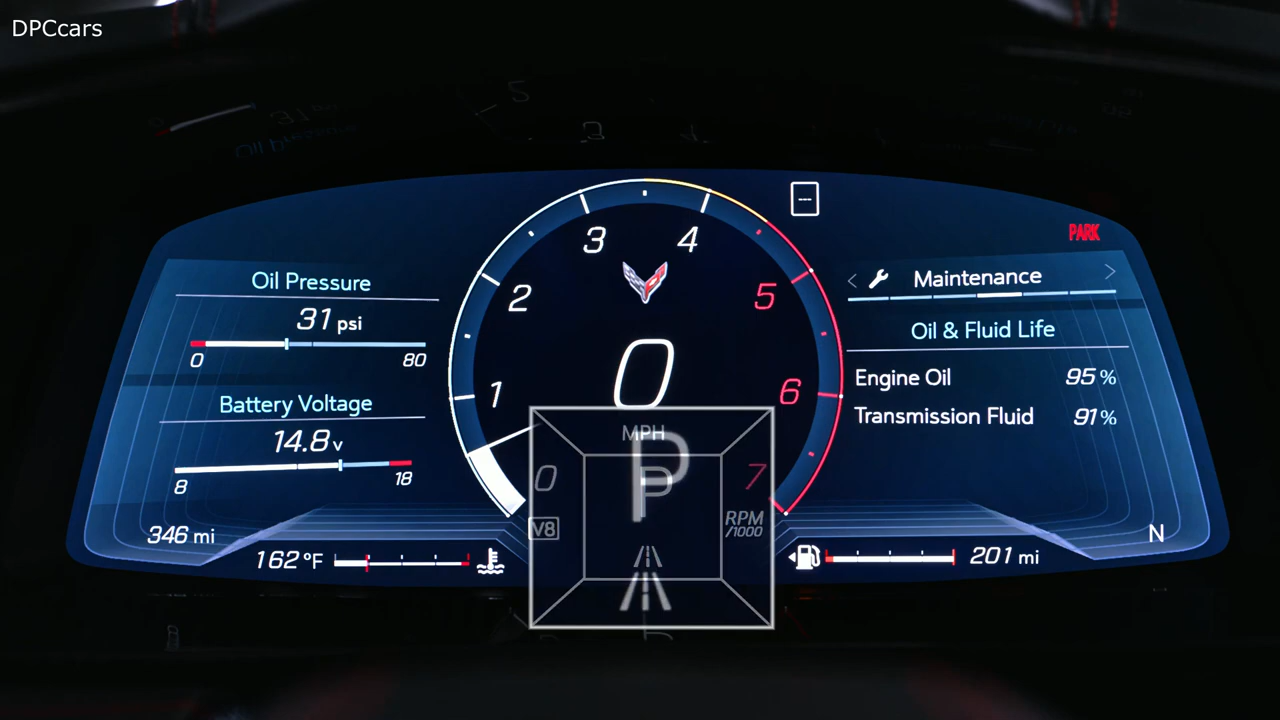 DPCcars
PARK
Oil Pressure
31 psi
0 80
Battery Voltage
14.8 v
8 18
346 mi
162 °F
0
1
2
3
4
5
6
7
0
MPH
P
P
V8
RPM
/1000
Maintenance
Oil & Fluid Life
Engine Oil 95 %
Transmission Fluid 91 %
N
201 mi